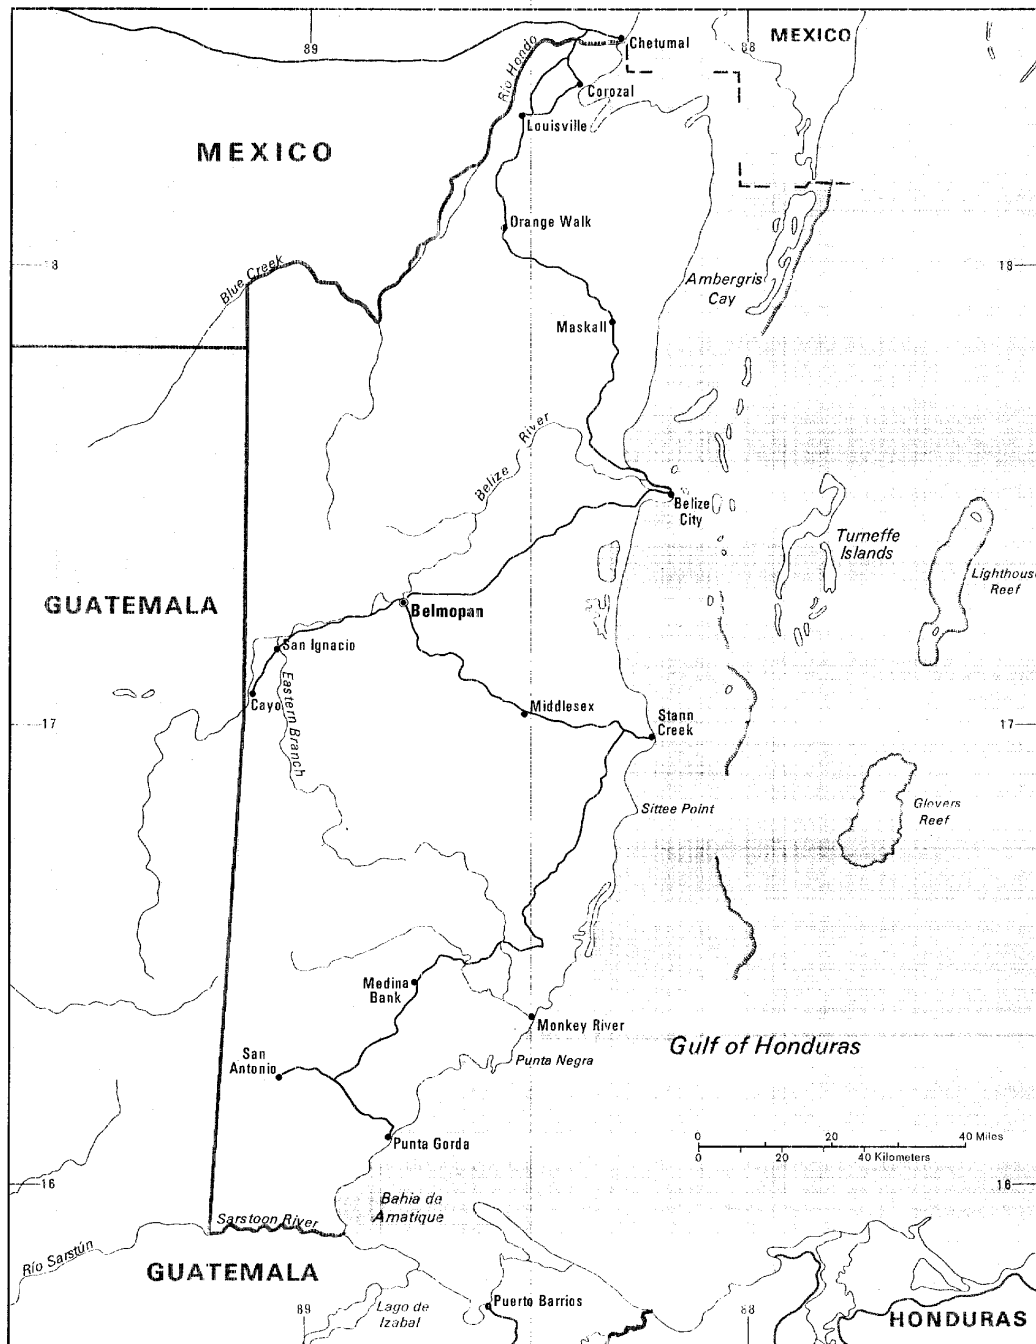 89
88
MEXICO
Chetumal
Río Hondo
Corozal
Louisville
MEXICO
Orange Walk
18
18
Blue Creek
Ambergris
Cay
Maskall
River
Belize
Belize
City
Turneffe
Islands
Lighthouse
Reef
GUATEMALA
Belmopan
San Ignacio
Cayo
Eastern Branch
Middlesex
Stann
Creek
17
17
Sittee Point
Glovers
Reef
Medina
Bank
Monkey River
Gulf of Honduras
San
Antonio
Punta Negra
0 20 40 Miles
0 20 40 Kilometers
Punta Gorda
16
16
Bahia de
Amatique
Sarstoon River
Río Sarstún
GUATEMALA
Puerto Barrios
Lago de
Izabal
89
88
HONDURAS